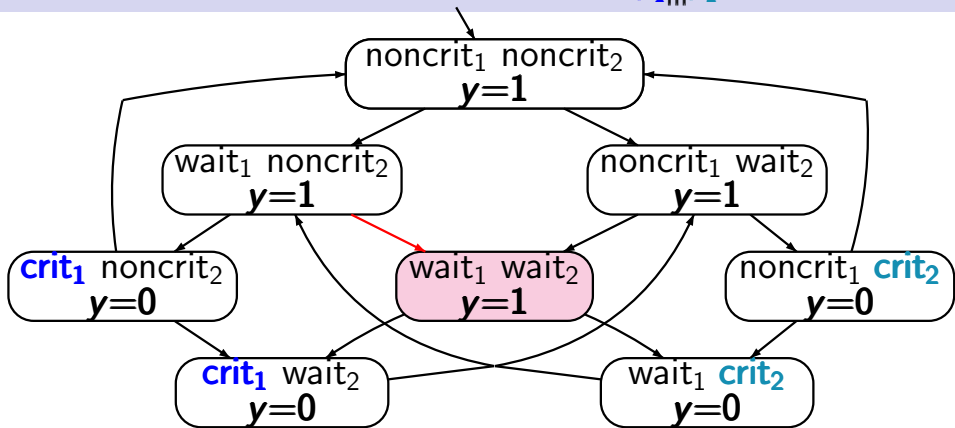 noncrit₁ noncrit₂
y=1
wait₁ noncrit₂
y=1
noncrit₁ wait₂
y=1
crit₁ noncrit₂
y=0
wait₁ wait₂
y=1
noncrit₁ crit₂
y=0
crit₁ wait₂
y=0
wait₁ crit₂
y=0